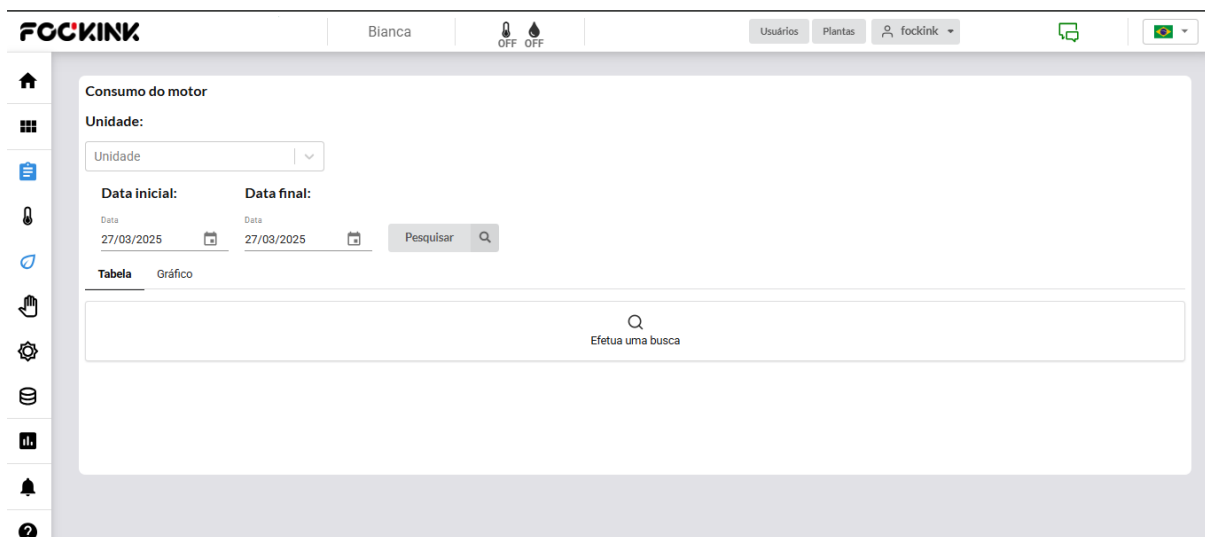 FOCKINK
Bianca
OFF OFF
Usuários
Plantas
fockink
Consumo do motor
Unidade:
Unidade
Data inicial: Data final:
Data Data
27/03/2025 27/03/2025 Pesquisar
Tabela Gráfico
Efetua uma busca